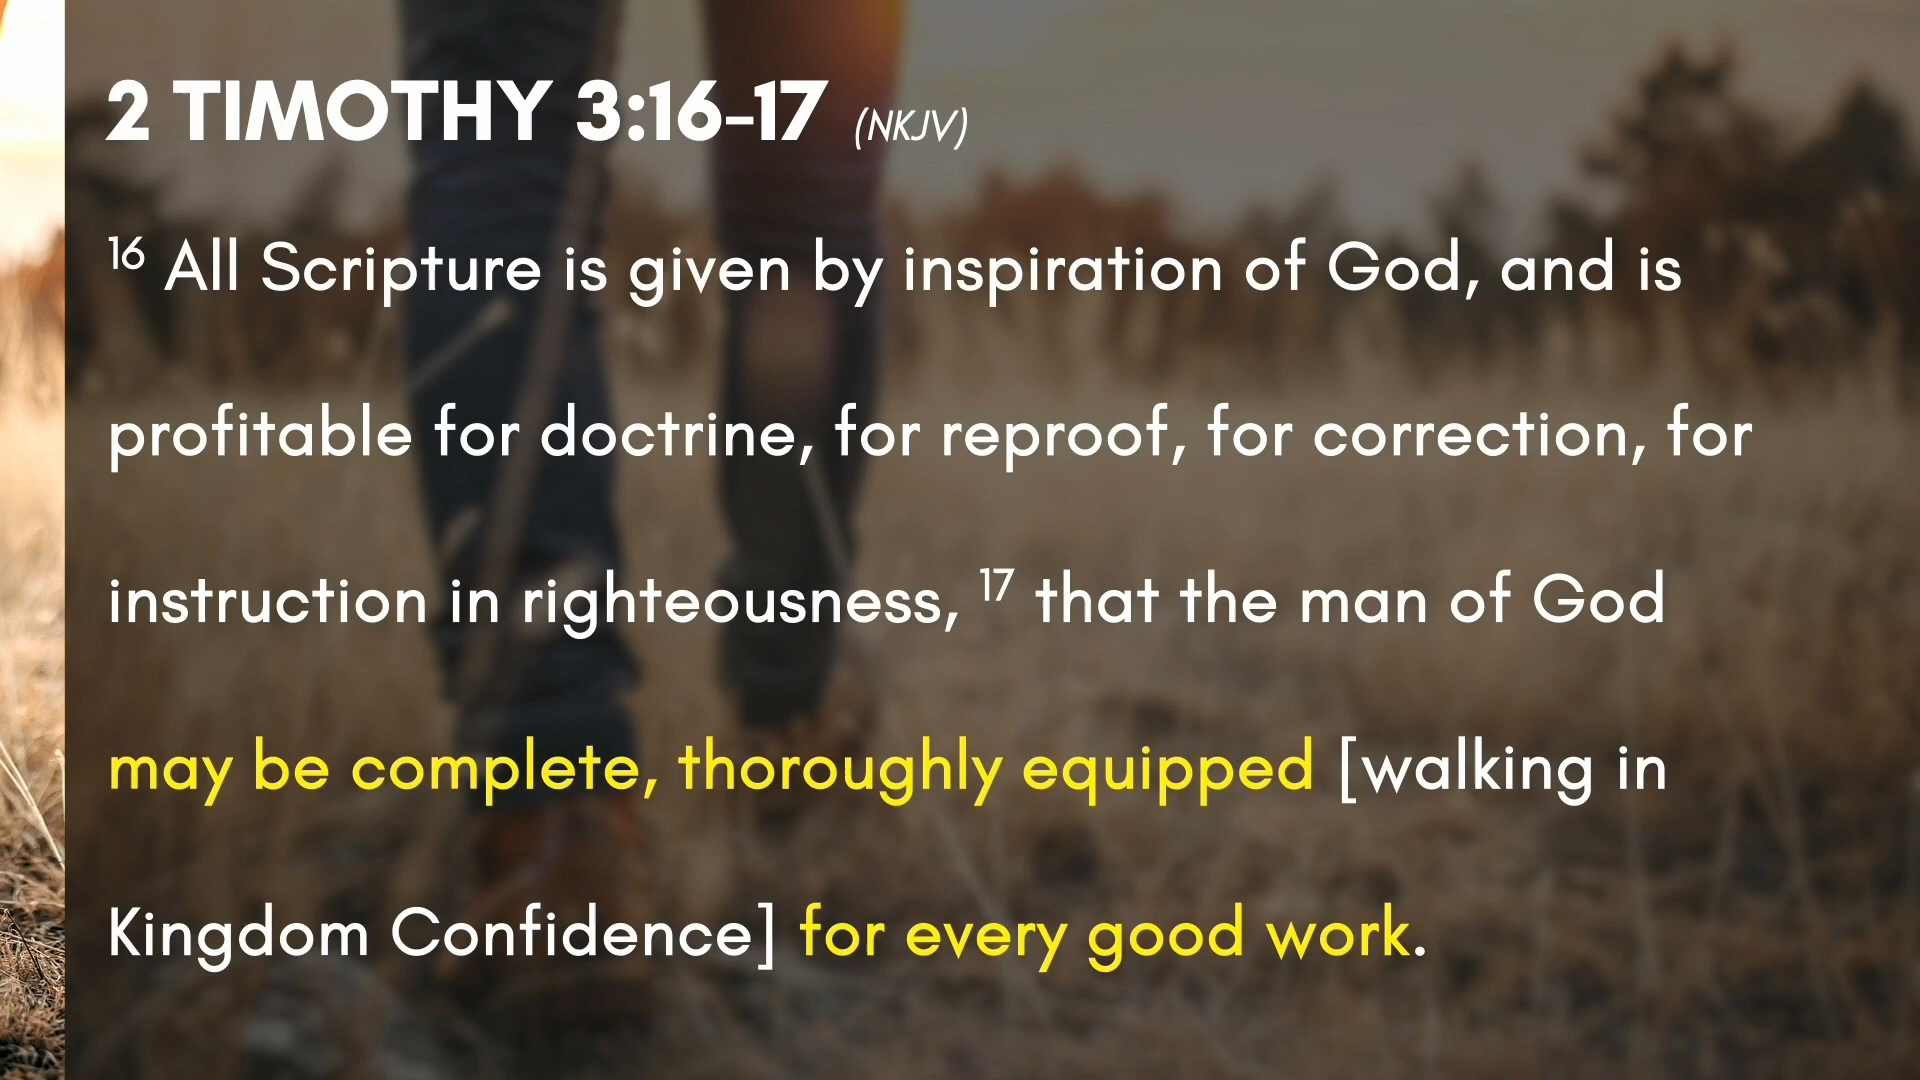 2 TIMOTHY 3:16-17 (NKJV)
16 All Scripture is given by inspiration of God, and is
profitable for doctrine, for reproof, for correction, for
instruction in righteousness, 17 that the man of God
may be complete, thoroughly equipped [walking in
Kingdom Confidence] for every good work.